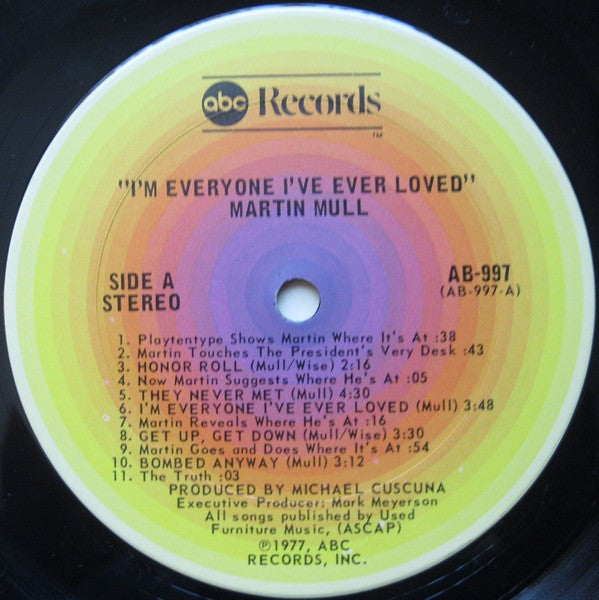 abc Records
TM
"I'M EVERYONE I'VE EVER LOVED"
MARTIN MULL
SIDE A
STEREO
AB-997
(AB-997-A)
1. Playtentype Shows Martin Where It's At :38
2. Martin Touches The President's Very Desk :43
3. HONOR ROLL (Mull/Wise) 2:16
4. Now Martin Suggests Where He's At :05
5. THEY NEVER MET (Mull) 4:30
6. I'M EVERYONE I'VE EVER LOVED (Mull) 3:48
7. Martin Reveals Where He's At :16
8. GET UP, GET DOWN (Mull/Wise) 3:30
9. Martin Goes and Does Where It's At :54
10. BOMBED ANYWAY (Mull) 3:12
11. The Truth :03
PRODUCED BY MICHAEL CUSCUNA
Executive Producer: Mark Meyerson
All songs published by Used
Furniture Music, (ASCAP)
℗1977, ABC
RECORDS, INC.